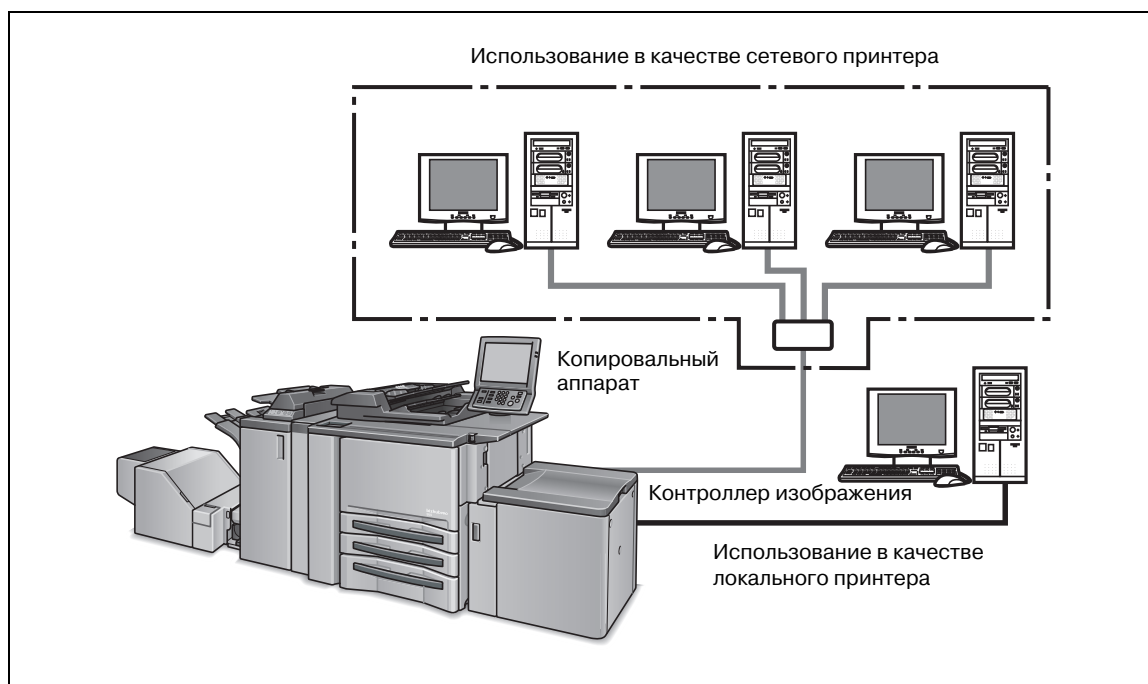 Использование в качестве сетевого принтера
Копировальный
аппарат
Контроллер изображения
Использование в качестве
локального принтера